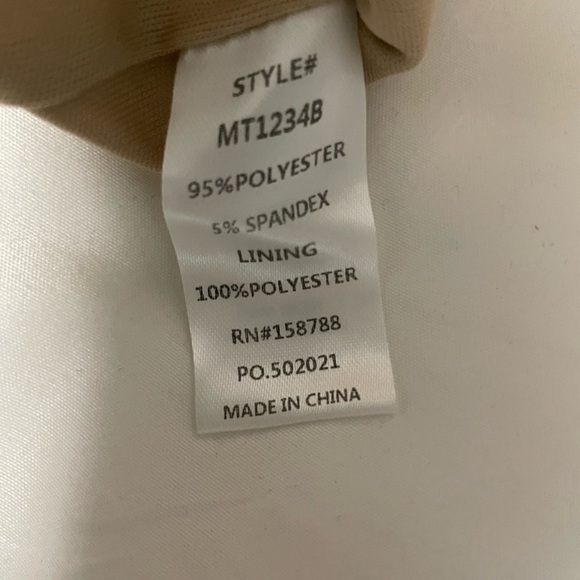 STYLE#
MT1234B
95%POLYESTER
5% SPANDEX
LINING
100%POLYESTER
RN#158788
PO.502021
MADE IN CHINA